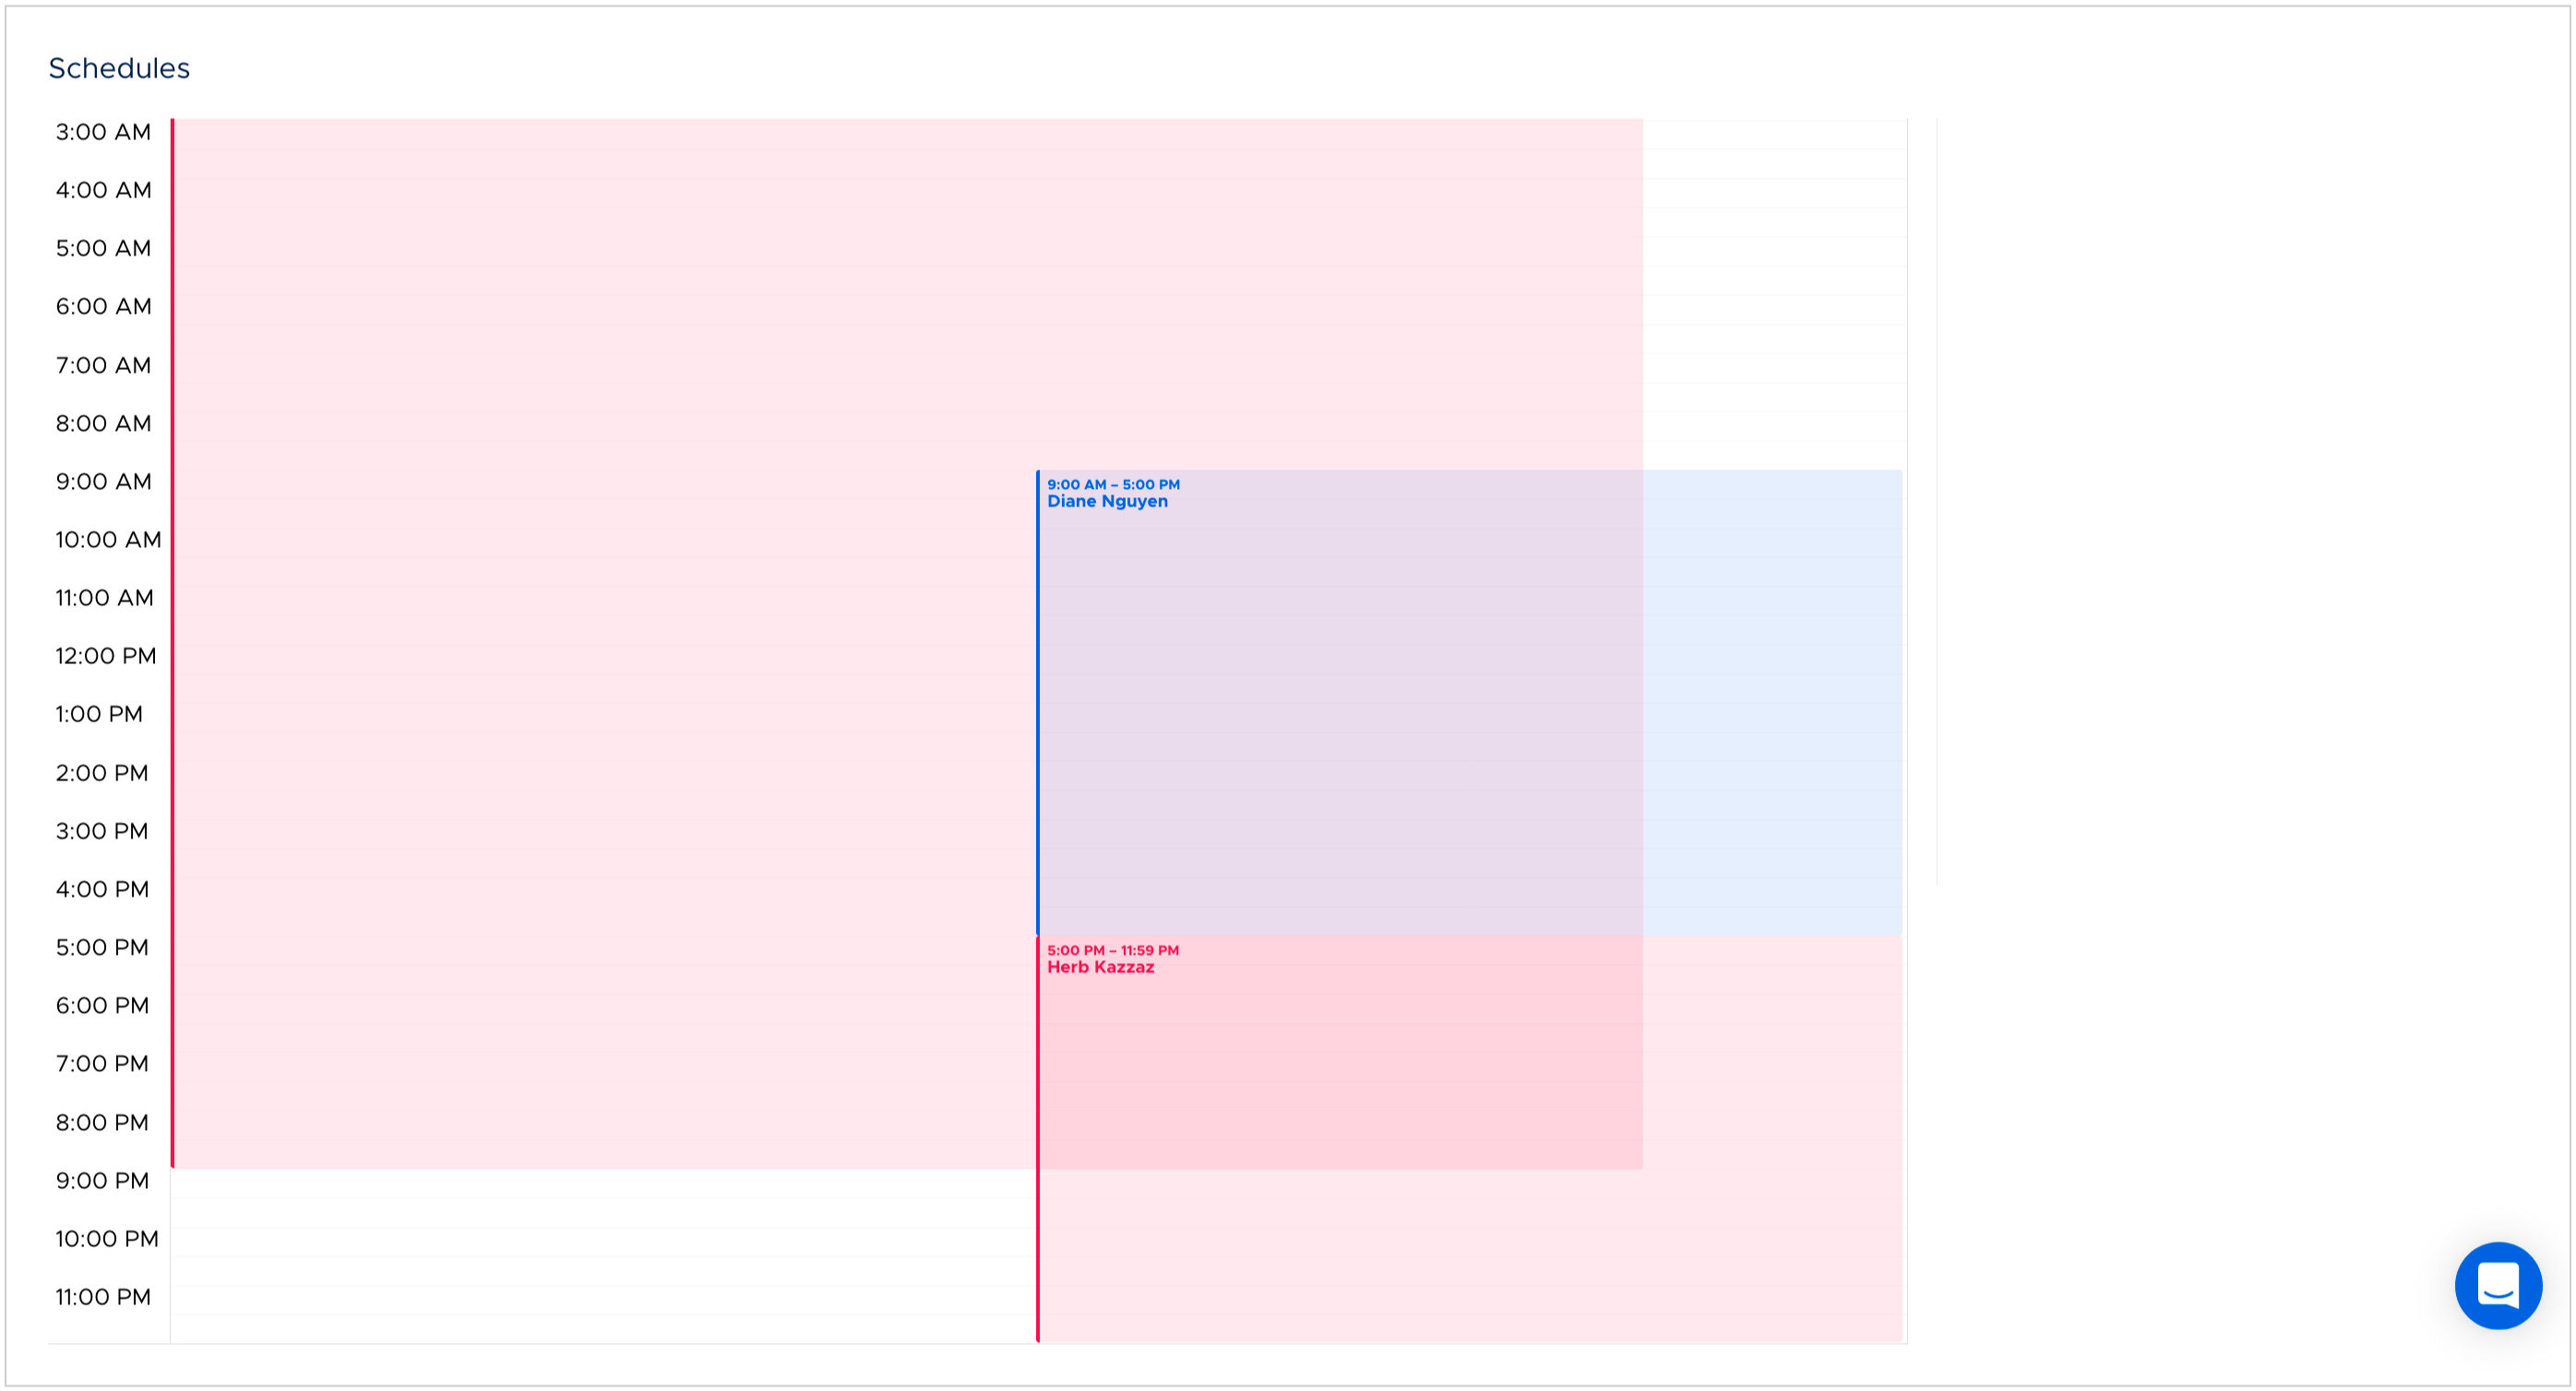 Schedules
3:00 AM
4:00 AM
5:00 AM
6:00 AM
7:00 AM
8:00 AM
9:00 AM
9:00 AM – 5:00 PM
Diane Nguyen
10:00 AM
11:00 AM
12:00 PM
1:00 PM
2:00 PM
3:00 PM
4:00 PM
5:00 PM
5:00 PM – 11:59 PM
Herb Kazzaz
6:00 PM
7:00 PM
8:00 PM
9:00 PM
10:00 PM
11:00 PM